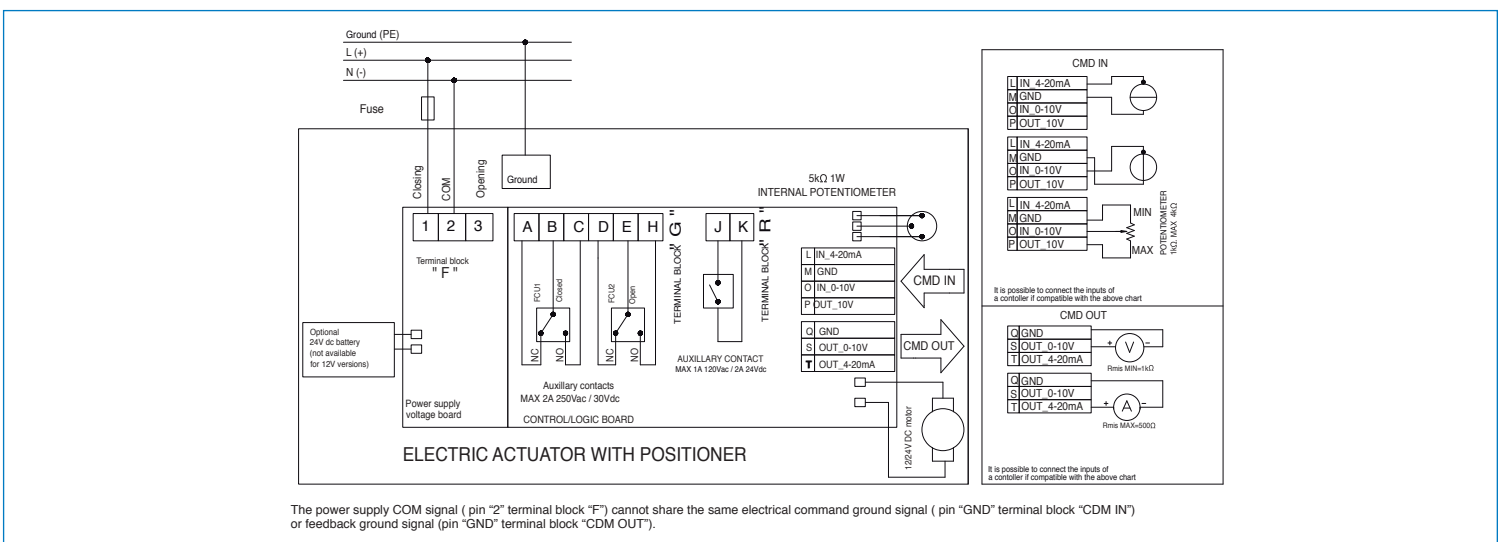 Ground (PE)
L (+)
N (-)
Fuse
Closing
COM
Opening
Ground
1 2 3
Terminal block
" F "
A B C D E H
TERMINAL BLOCK "G"
J K
TERMINAL BLOCK "R"
5kΩ 1W
INTERNAL POTENTIOMETER
FCU1
Closed
NC
NO
FCU2
Open
NC
NO
Auxillary contacts
MAX 2A 250Vac / 30Vdc
AUXILLARY CONTACT
MAX 1A 120Vac / 2A 24Vdc
L IN_4-20mA
M GND
O IN_0-10V
P OUT_10V
CMD IN
Q GND
S OUT_0-10V
T OUT_4-20mA
CMD OUT
Optional
24V dc battery
(not available
for 12V versions)
Power supply
voltage board
CONTROL/LOGIC BOARD
12/24V DC motor
ELECTRIC ACTUATOR WITH POSITIONER
CMD IN
L IN_4-20mA
M GND
O IN_0-10V
P OUT_10V
L IN_4-20mA
M GND
O IN_0-10V
P OUT_10V
L IN_4-20mA
M GND
O IN_0-10V
P OUT_10V
MIN
MAX
POTENTIOMETER
1kΩ. MAX. 4kΩ
It is possible to connect the inputs of
a contoller if compatible with the above chart
CMD OUT
Q GND
S OUT_0-10V
T OUT_4-20mA
+ V -
Rmis MIN=1kΩ
Q GND
S OUT_0-10V
T OUT_4-20mA
+ A -
Rmis MAX=500Ω
It is possible to connect the inputs of
a contoller if compatible with the above chart
The power supply COM signal ( pin “2” terminal block “F”) cannot share the same electrical command ground signal ( pin “GND” terminal block “CDM IN”)
or feedback ground signal (pin “GND” terminal block “CDM OUT”).